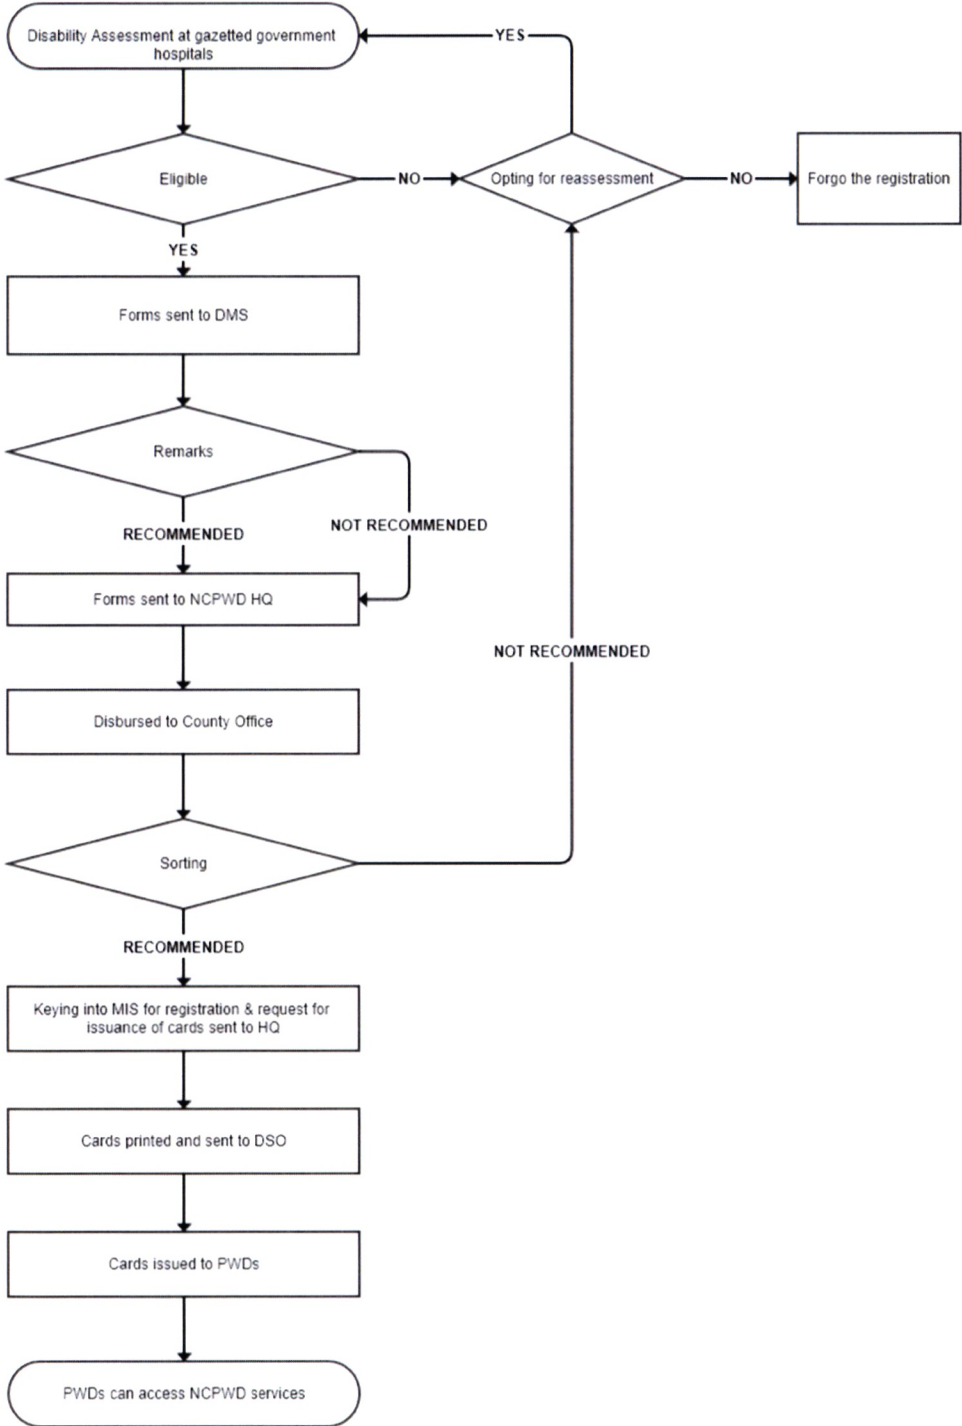 Disability Assessment at gazetted government
hospitals
YES
Eligible
NO
Opting for reassessment
NO
Forgo the registration
YES
Forms sent to DMS
Remarks
RECOMMENDED
NOT RECOMMENDED
Forms sent to NCPWD HQ
NOT RECOMMENDED
Disbursed to County Office
Sorting
RECOMMENDED
Keying into MIS for registration & request for
issuance of cards sent to HQ
Cards printed and sent to DSO
Cards issued to PWDs
PWDs can access NCPWD services